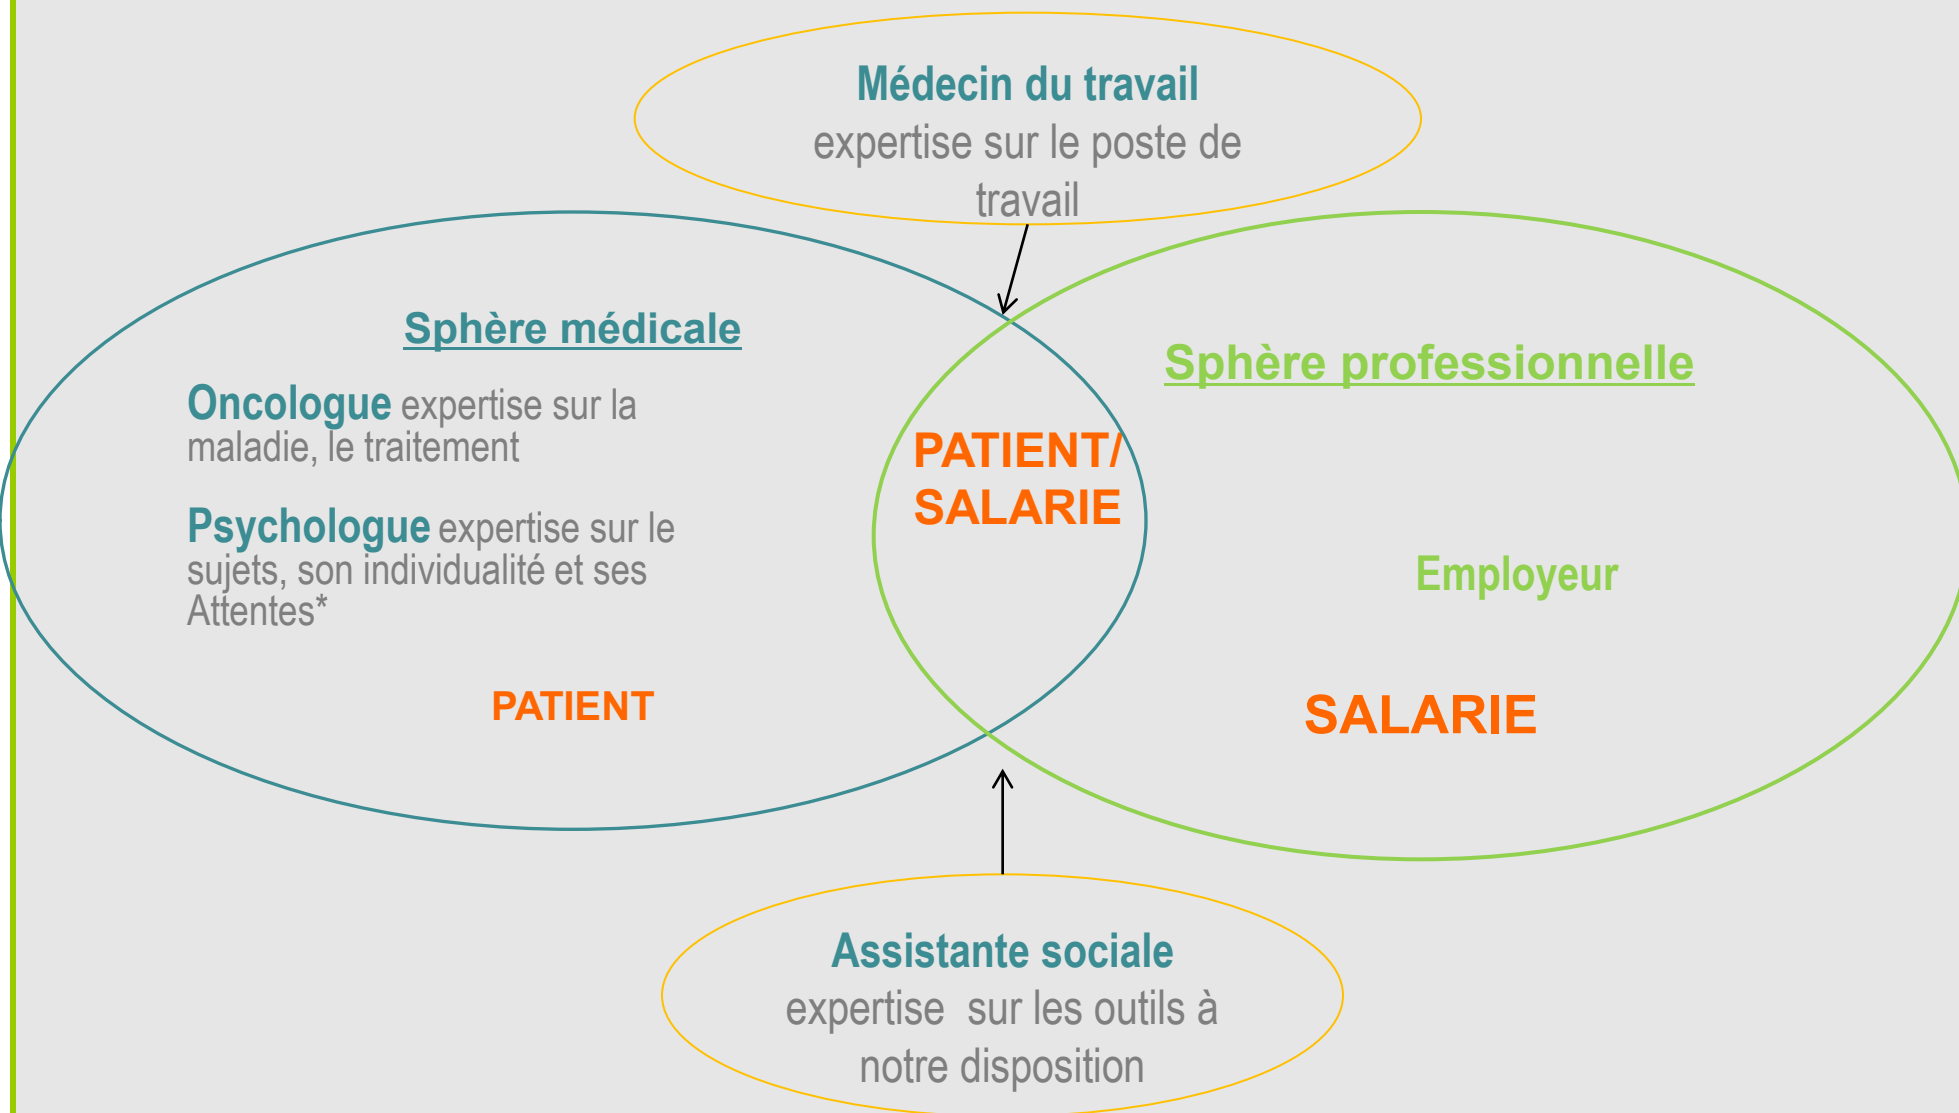 Médecin du travail
expertise sur le poste de
travail
Sphère médicale
Oncologue expertise sur la
maladie, le traitement
Psychologue expertise sur le
sujets, son individualité et ses
Attentes*
PATIENT
PATIENT/
SALARIE
Sphère professionnelle
Employeur
SALARIE
Assistante sociale
expertise sur les outils à
notre disposition